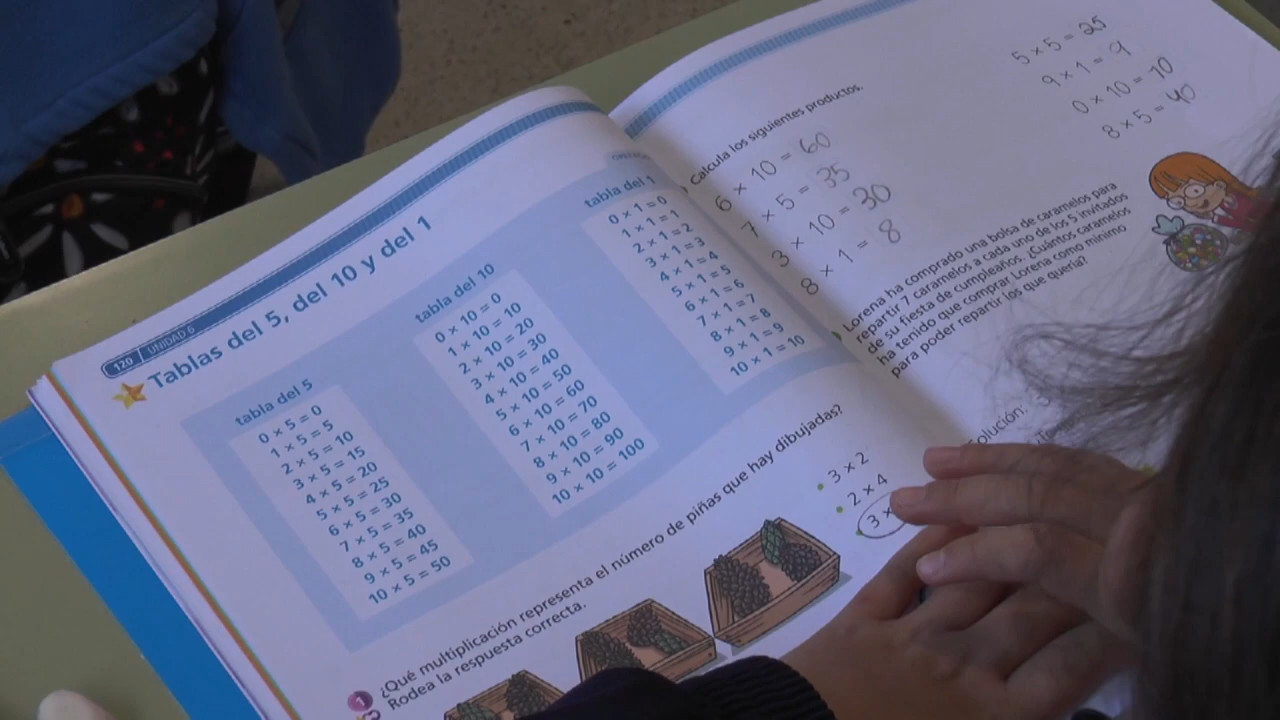 120 UNIDAD 6
Tablas del 5, del 10 y del 1
tabla del 5
0 × 5 = 0
1 × 5 = 5
2 × 5 = 10
3 × 5 = 15
4 × 5 = 20
5 × 5 = 25
6 × 5 = 30
7 × 5 = 35
8 × 5 = 40
9 × 5 = 45
10 × 5 = 50
tabla del 10
0 × 10 = 0
1 × 10 = 10
2 × 10 = 20
3 × 10 = 30
4 × 10 = 40
5 × 10 = 50
6 × 10 = 60
7 × 10 = 70
8 × 10 = 80
9 × 10 = 90
10 × 10 = 100
tabla del 1
0 × 1 = 0
1 × 1 = 1
2 × 1 = 2
3 × 1 = 3
4 × 1 = 4
5 × 1 = 5
6 × 1 = 6
7 × 1 = 7
8 × 1 = 8
9 × 1 = 9
10 × 1 = 10
1 ¿Qué multiplicación representa el número de piñas que hay dibujadas?
Rodea la respuesta correcta.
3 × 2
2 × 4
3 ×
Calcula los siguientes productos.
6 × 10 = 60
7 × 5 = 35
3 × 10 = 30
8 × 1 = 8
5 × 5 = 25
9 × 1 = 9
0 × 10 = 10
8 × 5 = 40
Lorena ha comprado una bolsa de caramelos para
repartir 7 caramelos a cada uno de los 5 invitados
de su fiesta de cumpleaños. ¿Cuántos caramelos
ha tenido que comprar Lorena como mínimo
para poder repartir los que quería?